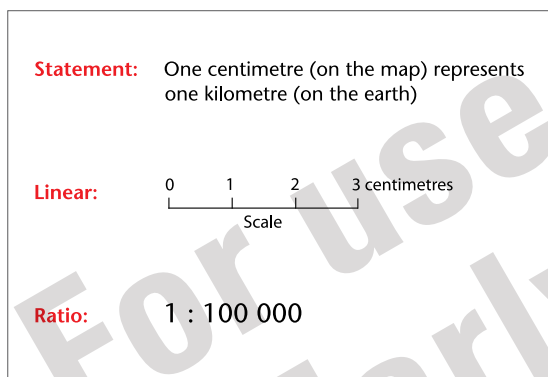 Statement: One centimetre (on the map) represents
one kilometre (on the earth)
Linear: 0 1 2 3 centimetres
Scale
Ratio: 1 : 100 000
For use